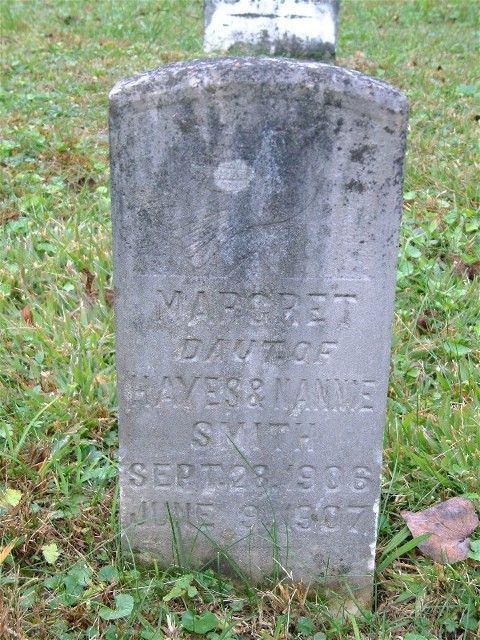 MARGRET
DAUT. OF
HAYES & NANNIE
SMITH
SEPT. 28, 1906
JUNE 9, 1907